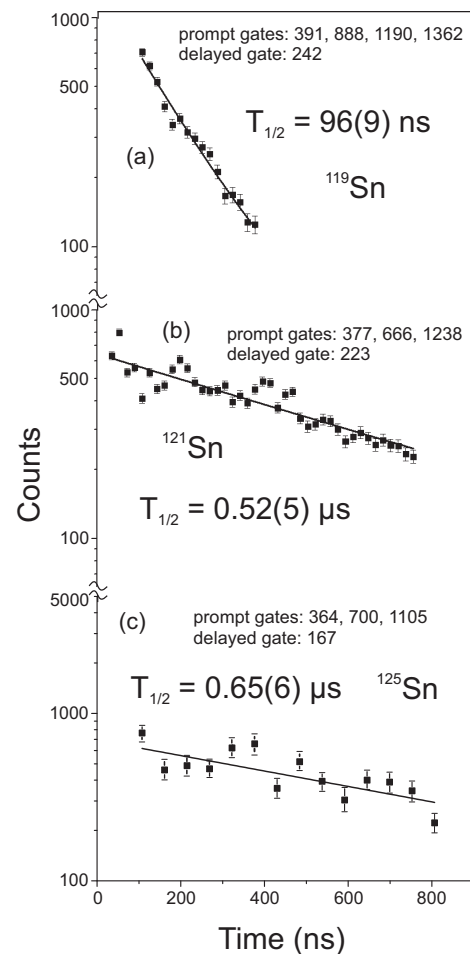 1000
prompt gates: 391, 888, 1190, 1362
delayed gate: 242
500
T1/2 = 96(9) ns
(a)
119Sn
100
1000
(b)
prompt gates: 377, 666, 1238
delayed gate: 223
500
121Sn
T1/2 = 0.52(5) μs
100
Counts
5000
(c)
prompt gates: 364, 700, 1105
delayed gate: 167
T1/2 = 0.65(6) μs
125Sn
1000
100
0 200 400 600 800
Time (ns)